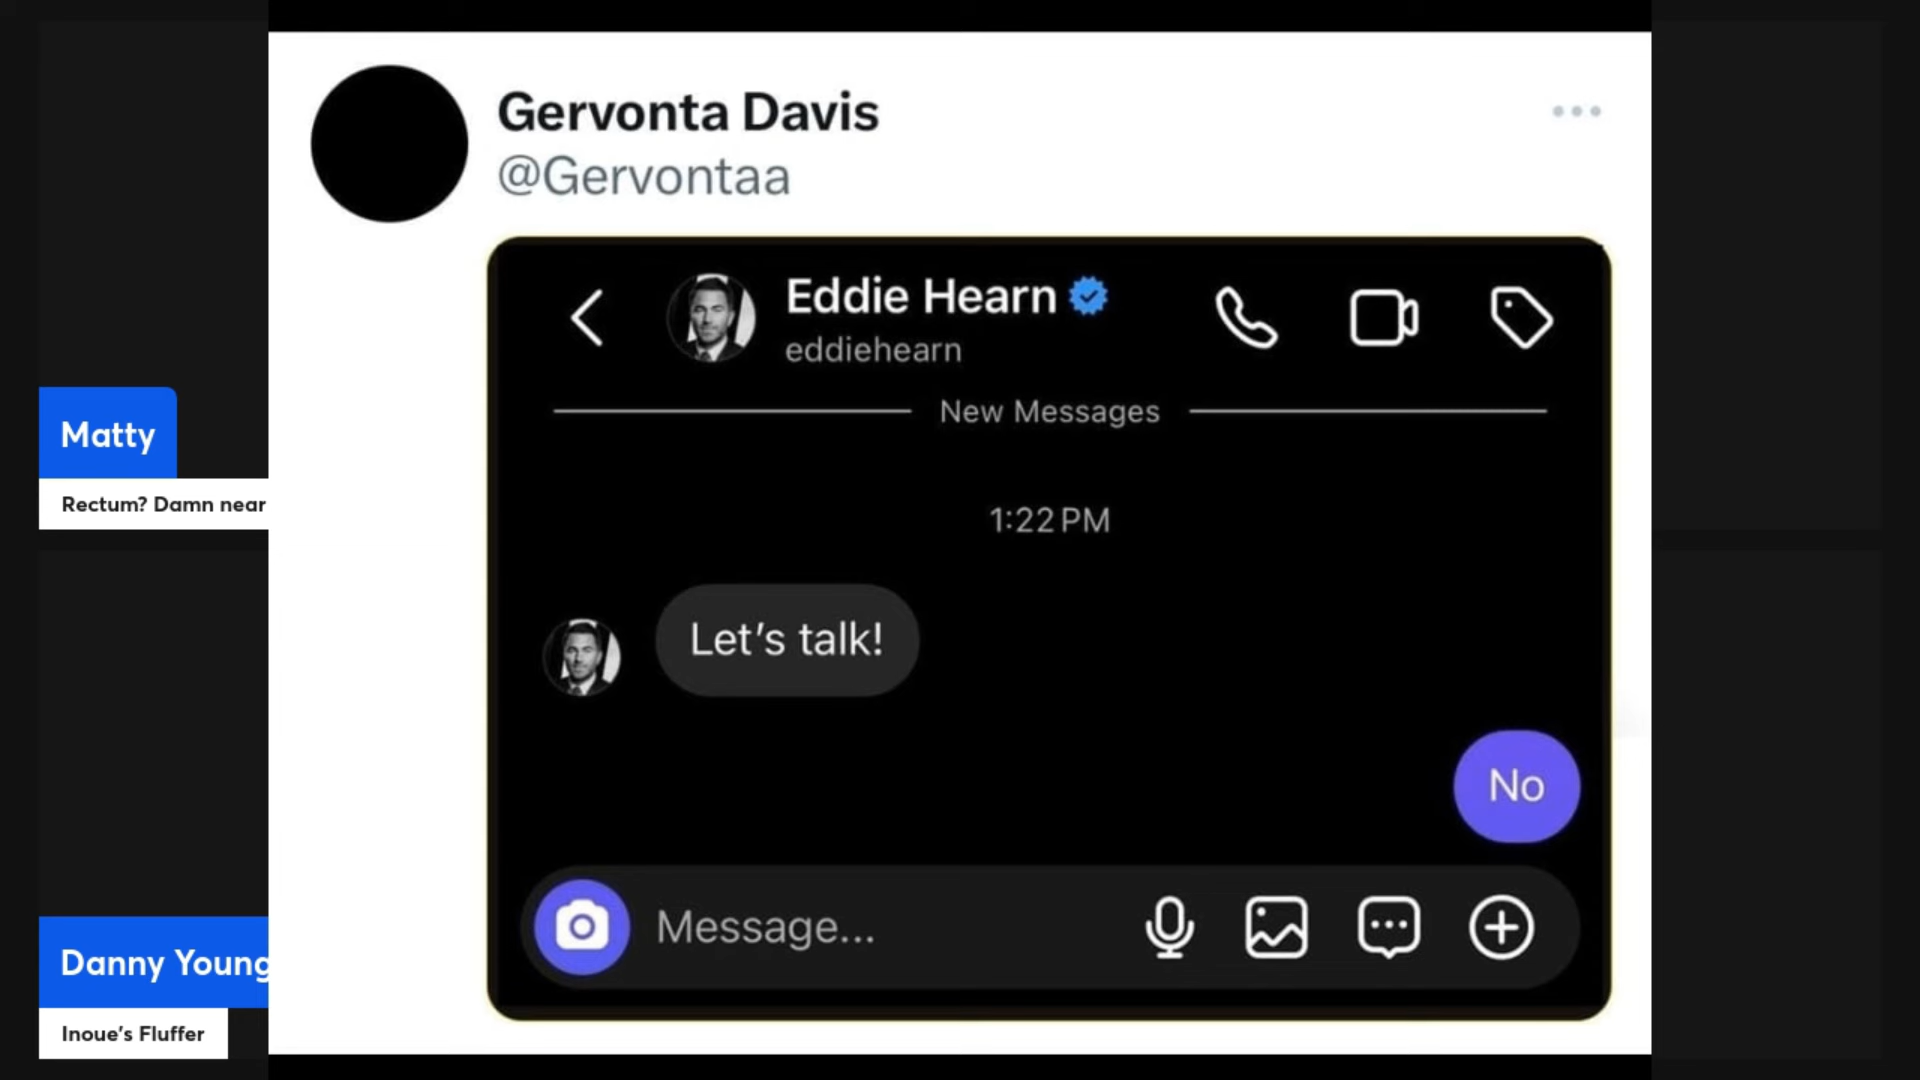 Gervonta Davis
@Gervontaa
Eddie Hearn
eddiehearn
New Messages
1:22 PM
Let's talk!
No
Message...
Matty
Rectum? Damn near
Danny Young
Inoue's Fluffer